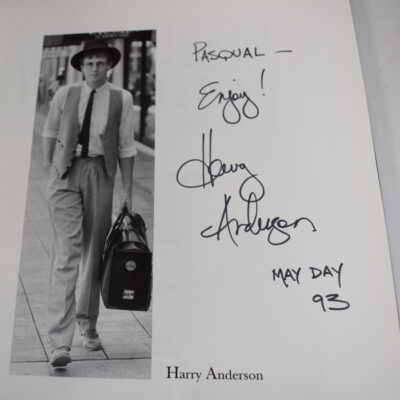 PASQUAL —
Enjoy!
Harry
Anderson
MAY DAY
93
Harry Anderson